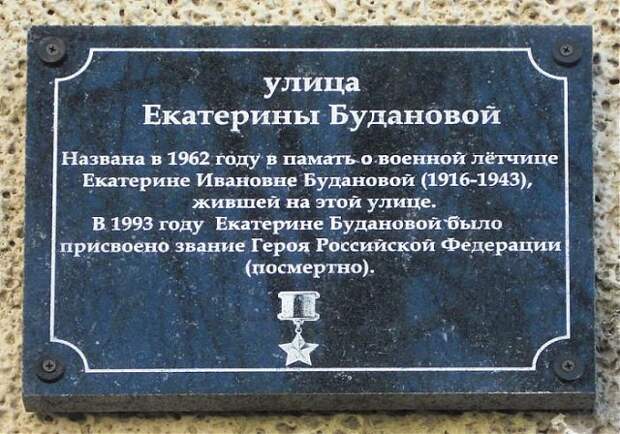 улица
Екатерины Будановой
Названа в 1962 году в память о военной лётчице
Екатерине Ивановне Будановой (1916-1943),
жившей на этой улице.
В 1993 году Екатерине Будановой было
присвоено звание Героя Российской Федерации
(посмертно).